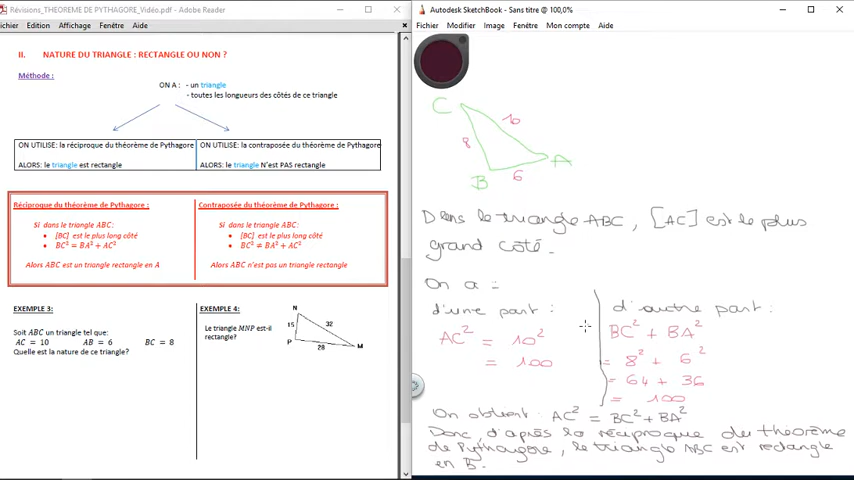 Révisions_THEOREME DE PYTHAGORE_Vidéo.pdf - Adobe Reader
ichier Edition Affichage Fenêtre Aide
II. NATURE DU TRIANGLE : RECTANGLE OU NON ?
Méthode :
ON A : - un triangle
- toutes les longueurs des côtés de ce triangle
ON UTILISE: la réciproque du théorème de Pythagore
ALORS: le triangle est rectangle
ON UTILISE: la contraposée du théorème de Pythagore
ALORS: le triangle N'est PAS rectangle
Réciproque du théorème de Pythagore :
Si dans le triangle ABC:
• [BC] est le plus long côté
• BC² = BA² + AC²
Alors ABC est un triangle rectangle en A
Contraposée du théorème de Pythagore :
Si dans le triangle ABC:
• [BC] est le plus long côté
• BC² ≠ BA² + AC²
Alors ABC n'est pas un triangle rectangle
EXEMPLE 3:
Soit ABC un triangle tel que:
AC = 10 AB = 6 BC = 8
Quelle est la nature de ce triangle?
EXEMPLE 4:
Le triangle MNP est-il
rectangle?
N
15 32
P
28 M
Autodesk SketchBook - Sans titre @ 100,0%
Fichier Modifier Image Fenêtre Mon compte Aide
C
10
8
A
B 6
Dans le triangle ABC, [AC] est le plus
grand côté.
On a =
d'une part :
AC² = 10²
= 100
d'autre part :
BC² + BA²
= 8² + 6²
= 64 + 36
= 100
On obtient : AC² = BC² + BA²
Donc, d'après la réciproque du theorème
de Pythagore, le triangle ABC est rectangle
en B.